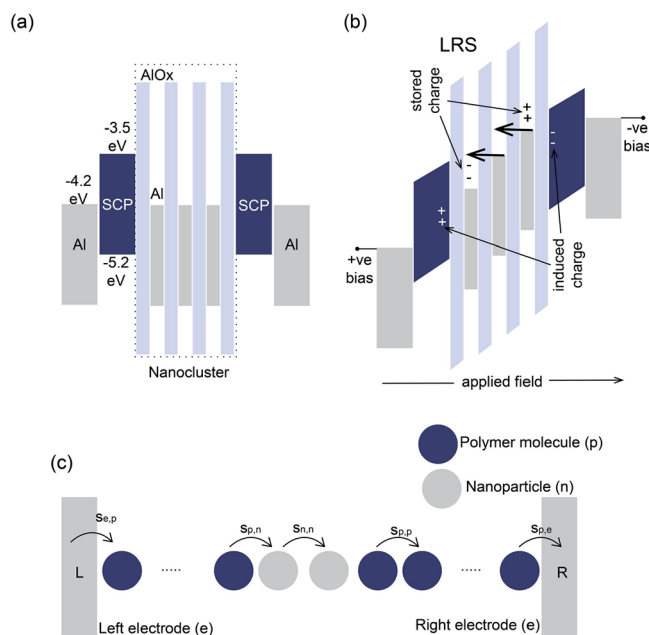 (a)
AlOx
-3.5
eV
-4.2
eV
SCP
Al
SCP
Al
Al
-5.2
eV
Nanocluster
(b)
LRS
stored
charge
+
+
-ve
bias
-
-
-
-
+
+
+ve
bias
induced
charge
applied field
Polymer molecule (p)
(c)
Nanoparticle (n)
Se,p
Sp,n
Sn,n
Sp,p
Sp,e
L
.....
.....
R
Left electrode (e)
Right electrode (e)